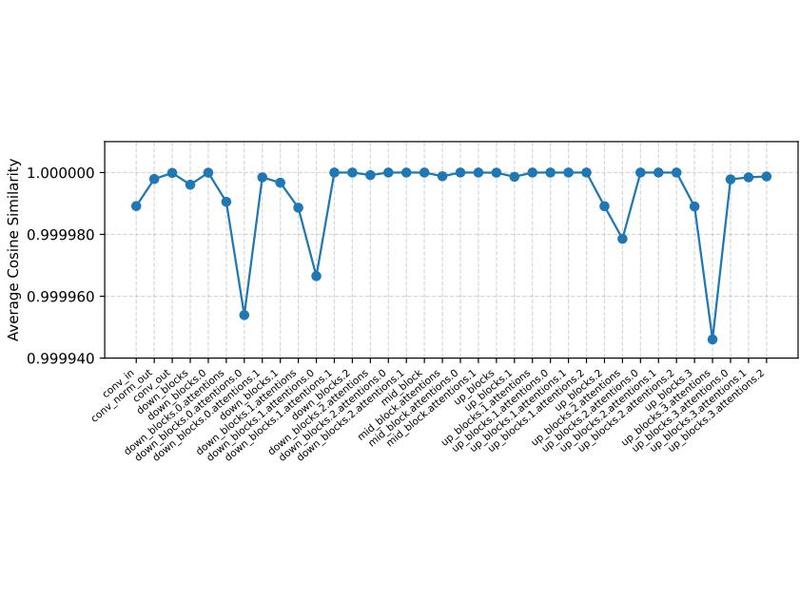 Average Cosine Similarity
1.000000
0.999980
0.999960
0.999940
conv_in
conv_norm_out
conv_out
down_blocks
down_blocks.0
down_blocks.0.attentions
down_blocks.0.attentions.0
down_blocks.0.attentions.1
down_blocks.1
down_blocks.1.attentions
down_blocks.1.attentions.0
down_blocks.1.attentions.1
down_blocks.2
down_blocks.2.attentions
down_blocks.2.attentions.0
down_blocks.2.attentions.1
mid_block
mid_block.attentions
mid_block.attentions.0
mid_block.attentions.1
up_blocks
up_blocks.1
up_blocks.1.attentions
up_blocks.1.attentions.0
up_blocks.1.attentions.1
up_blocks.1.attentions.2
up_blocks.2
up_blocks.2.attentions
up_blocks.2.attentions.0
up_blocks.2.attentions.1
up_blocks.2.attentions.2
up_blocks.3
up_blocks.3.attentions
up_blocks.3.attentions.0
up_blocks.3.attentions.1
up_blocks.3.attentions.2